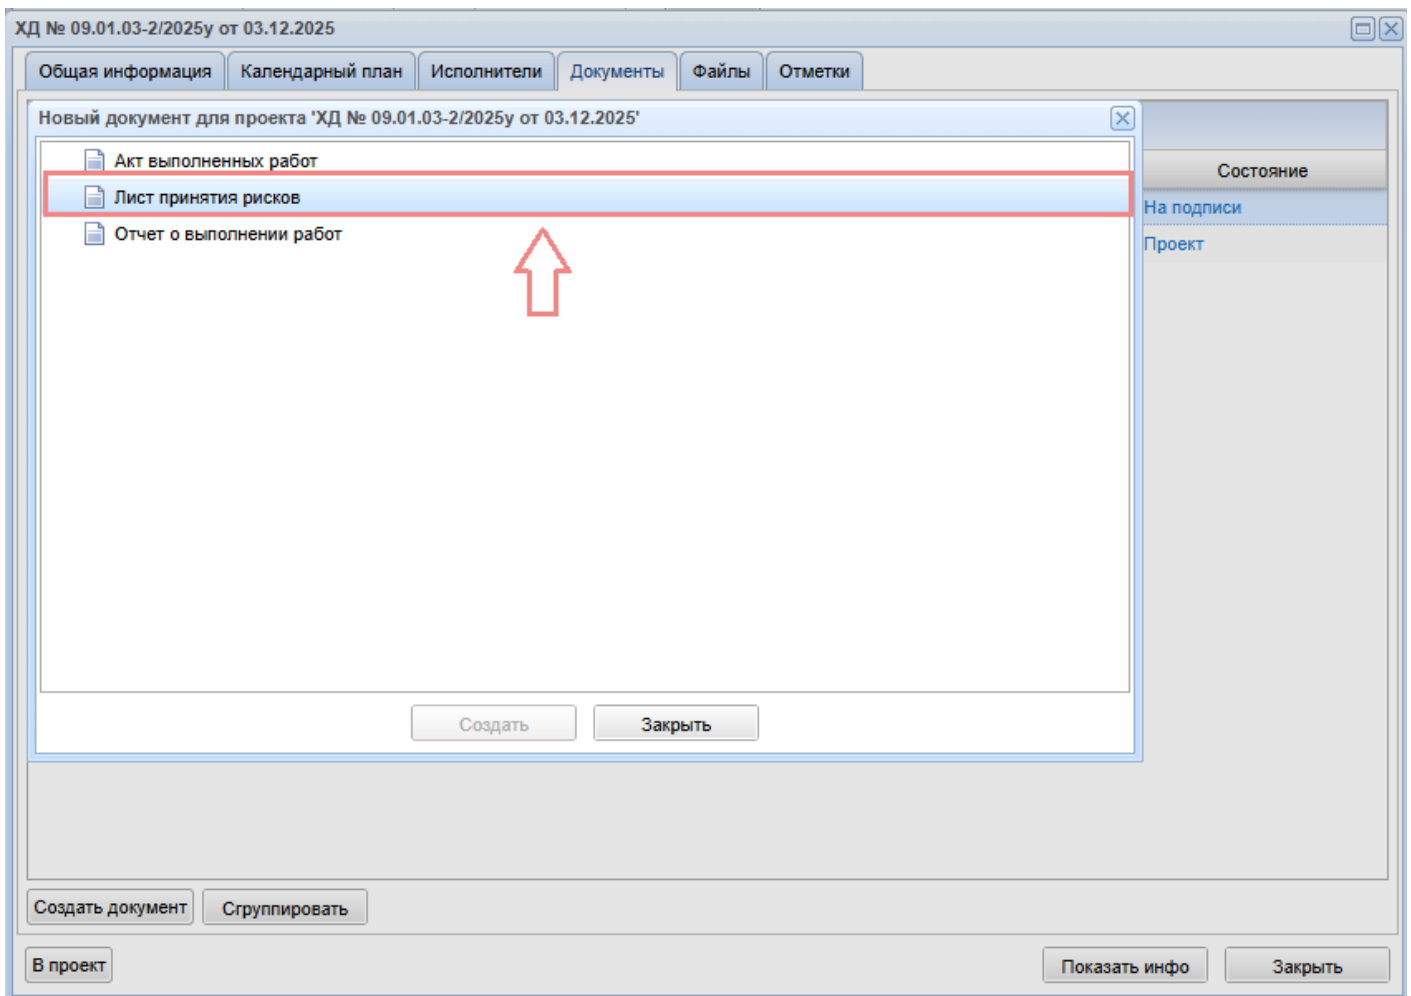 ХД № 09.01.03-2/2025у от 03.12.2025
Общая информация Календарный план Исполнители Документы Файлы Отметки
Новый документ для проекта 'ХД № 09.01.03-2/2025у от 03.12.2025'
Акт выполненных работ
Состояние
Лист принятия рисков
На подписи
Отчет о выполнении работ
Проект
Создать Закрыть
Создать документ Сгруппировать
В проект Показать инфо Закрыть